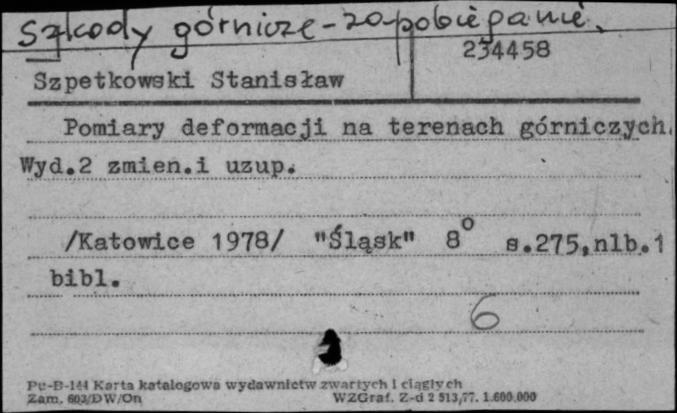 Szkody górnicze - zapobieganie.
234458
Szpetkowski Stanisław
Pomiary deformacji na terenach górniczych.
Wyd.2 zmien.i uzup.
/Katowice 1978/ "Śląsk" 8° s.275,nlb.1
bibl.
6
Pu-B-144 Karta katalogowa wydawnictw zwartych i ciągłych
Zam. 603/DW/On WZGraf. Z-d 2 513/77. 1.600.000